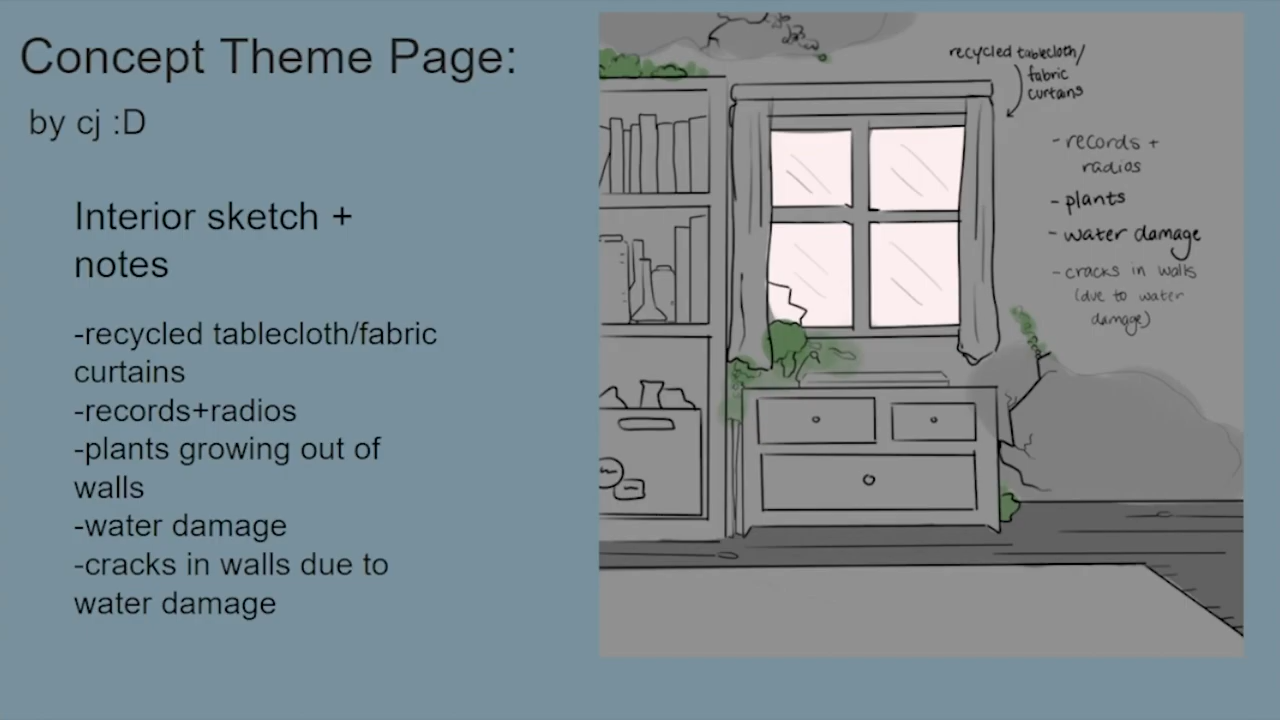 Concept Theme Page:
by cj :D
Interior sketch +
notes
-recycled tablecloth/fabric
curtains
-records+radios
-plants growing out of
walls
-water damage
-cracks in walls due to
water damage
recycled tablecloth/
fabric
curtains
- records +
radios
- plants
- water damage
- cracks in walls
(due to water
damage)